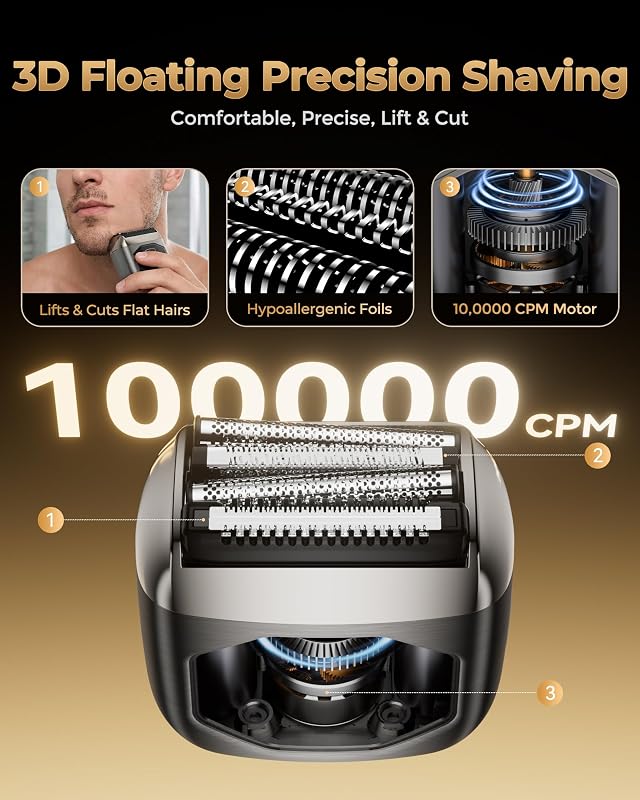 3D Floating Precision Shaving
Comfortable, Precise, Lift & Cut
1
2
3
Lifts & Cuts Flat Hairs
Hypoallergenic Foils
10,0000 CPM Motor
100000 CPM
2
1
3